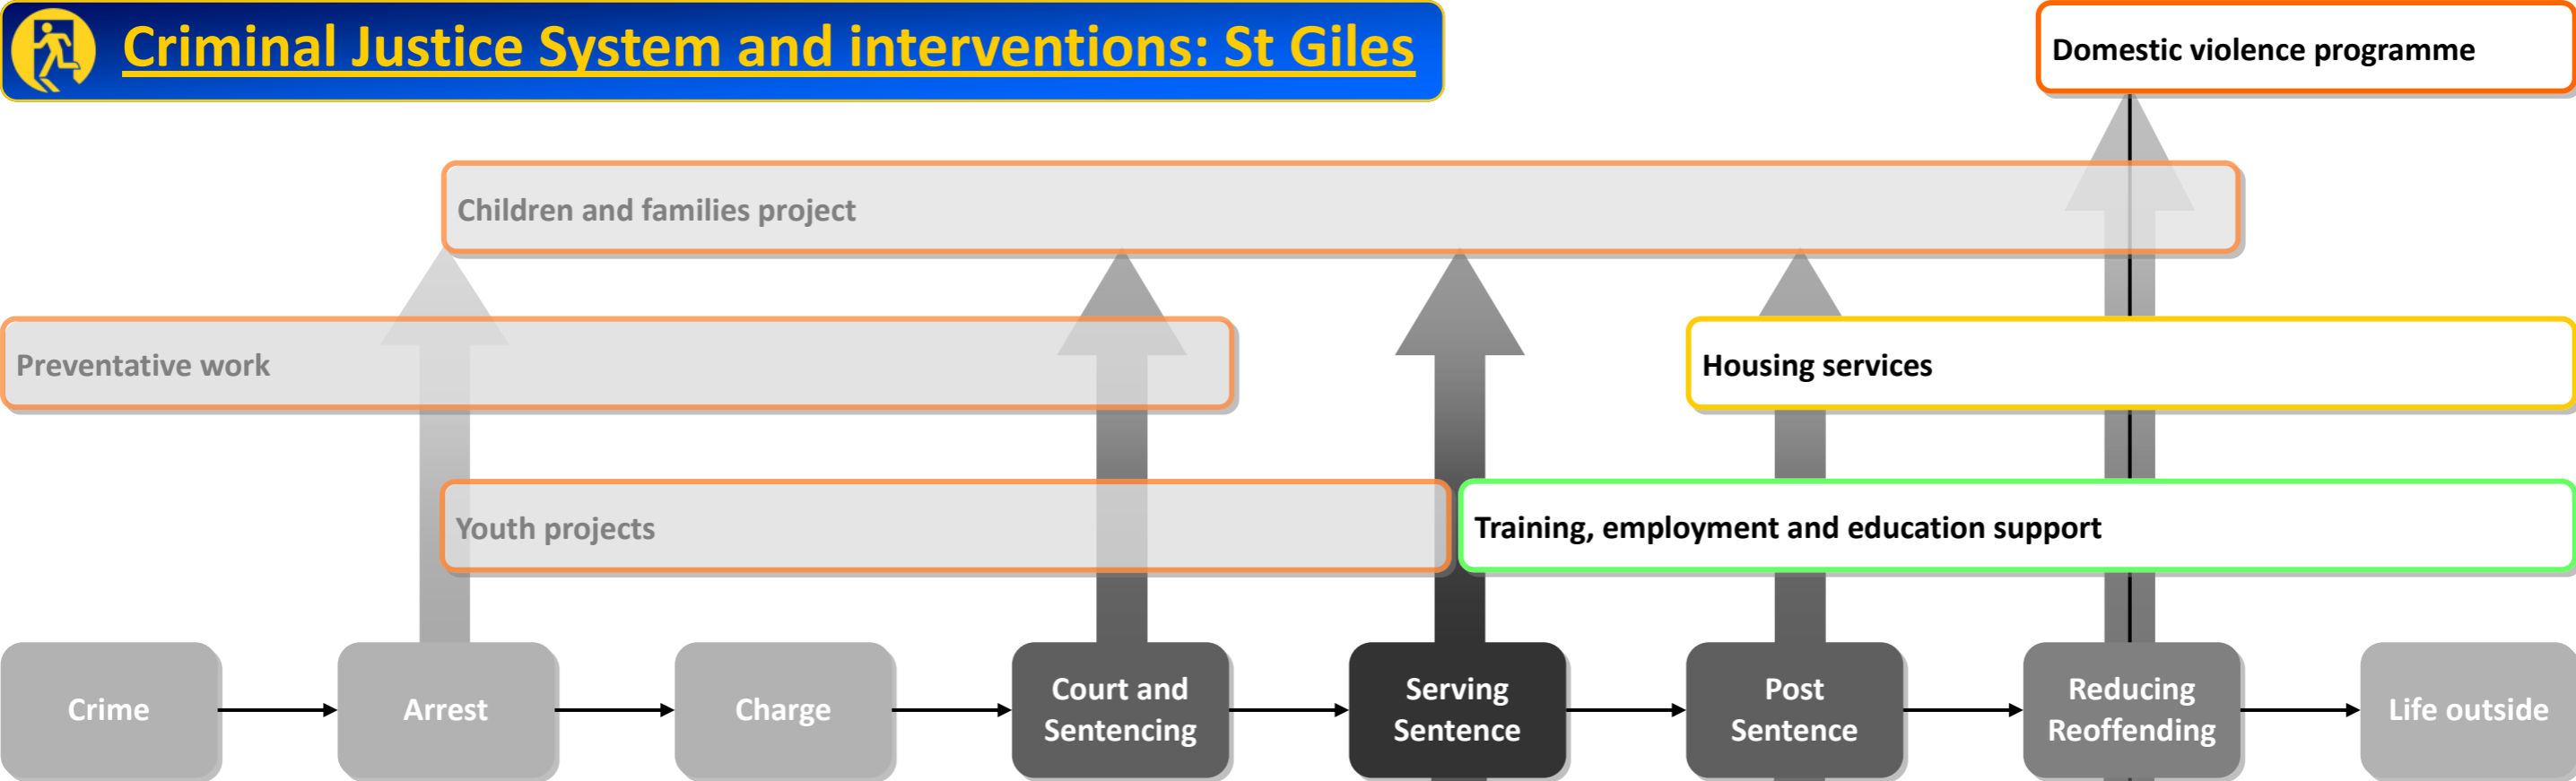 Criminal Justice System and interventions: St Giles
Domestic violence programme
Children and families project
Preventative work
Housing services
Youth projects
Training, employment and education support
Crime
Arrest
Charge
Court and
Sentencing
Serving
Sentence
Post
Sentence
Reducing
Reoffending
Life outside